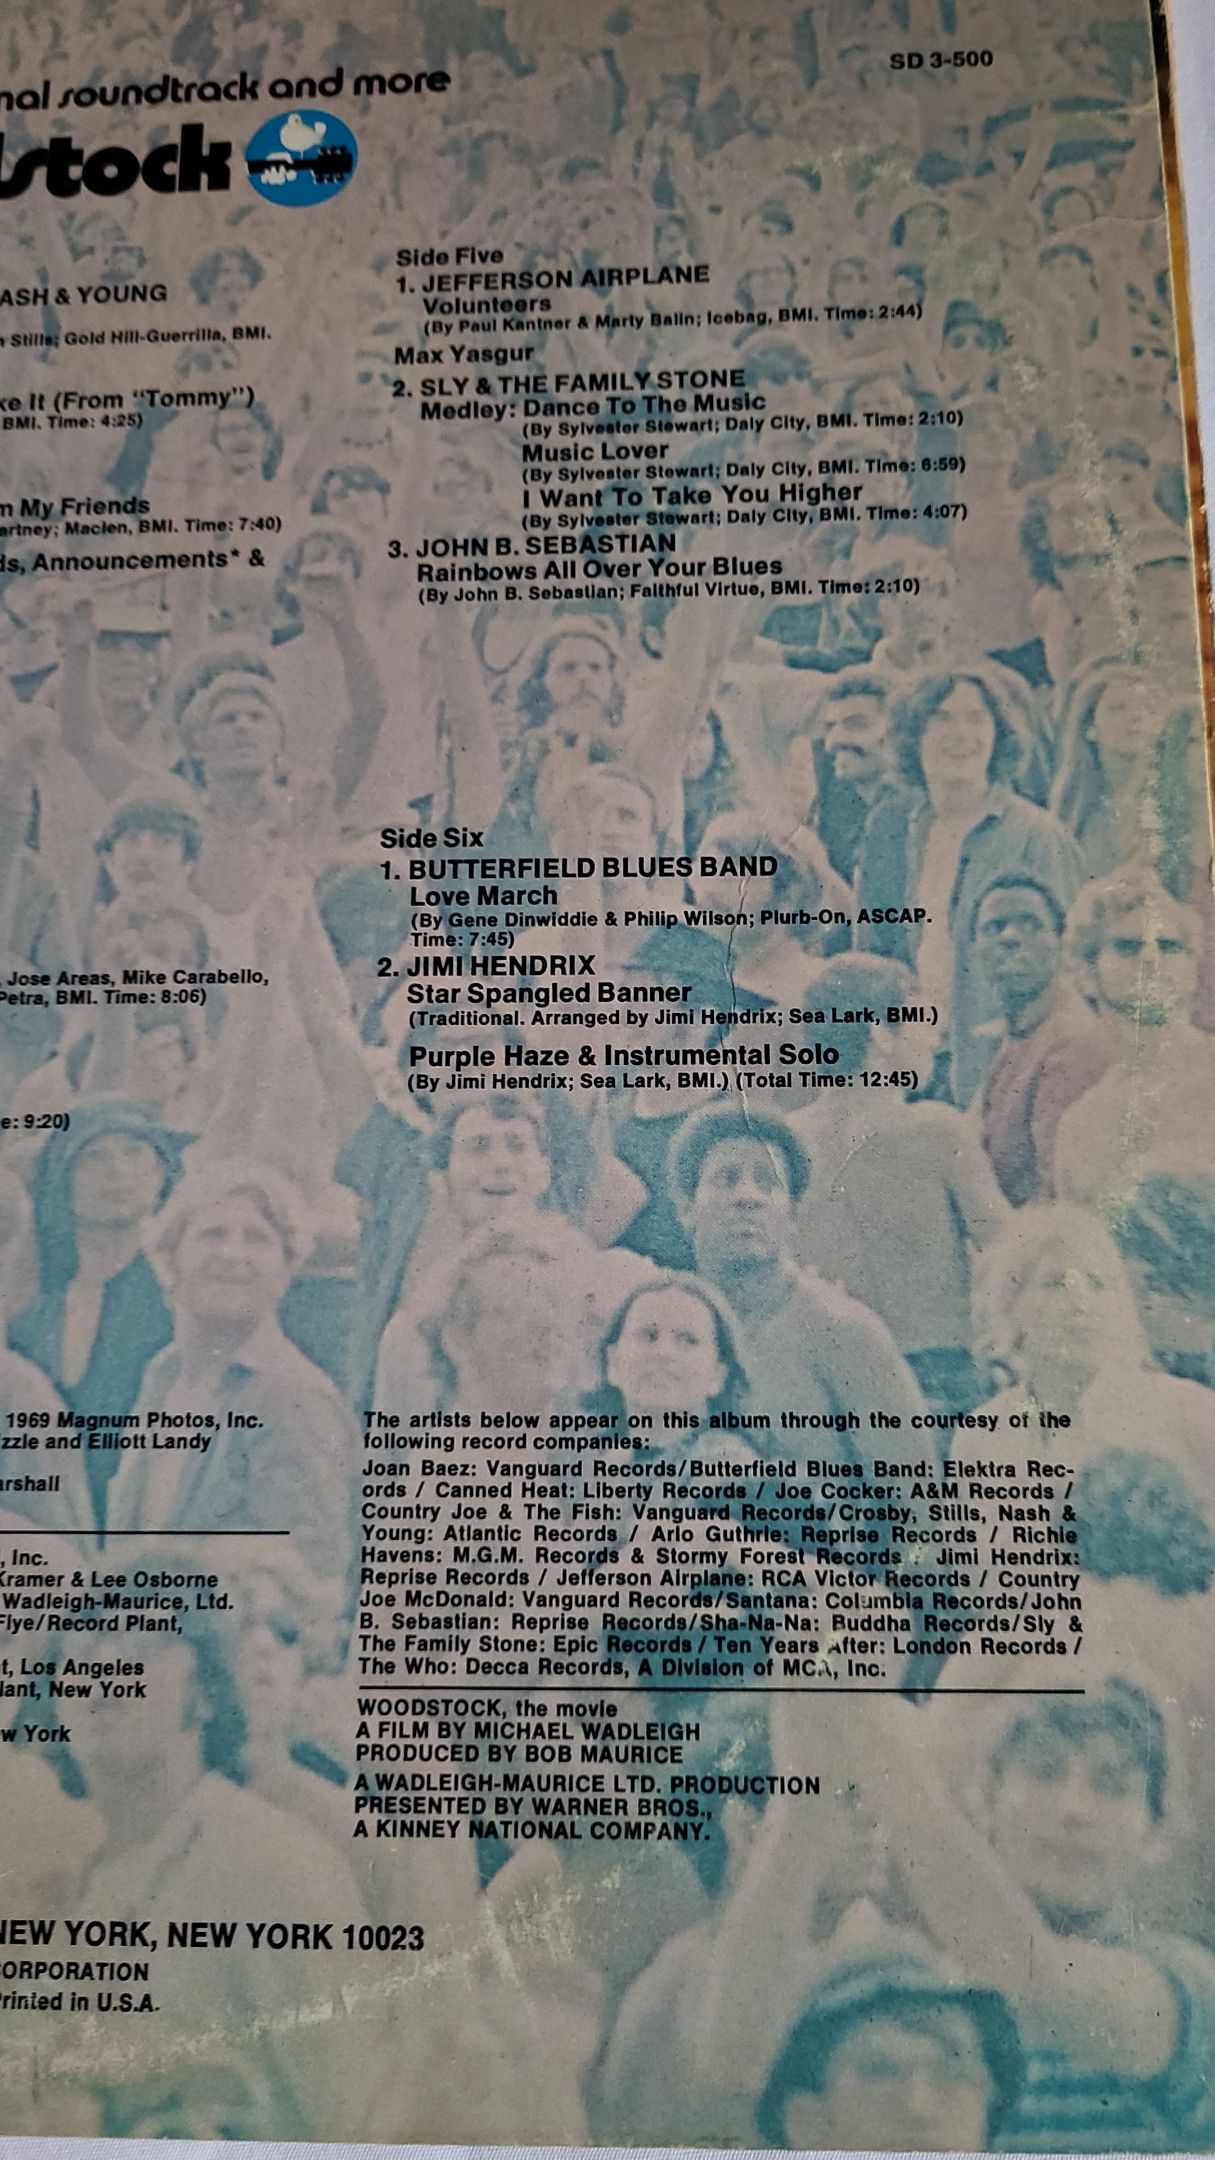 SD 3-500
nal soundtrack and more
stock
ASH & YOUNG
Stills; Gold Hill-Guerrilla, BMI.
ke It (From "Tommy")
BMI. Time: 4:25)
m My Friends
artney; Maclen, BMI. Time: 7:40)
ds, Announcements* &
Jose Areas, Mike Carabello,
Petra, BMI. Time: 8:06)
e: 9:20)
Side Five
1. JEFFERSON AIRPLANE
Volunteers
(By Paul Kantner & Marty Balin; Icebag, BMI. Time: 2:44)
Max Yasgur
2. SLY & THE FAMILY STONE
Medley: Dance To The Music
(By Sylvester Stewart; Daly City, BMI. Time: 2:10)
Music Lover
(By Sylvester Stewart; Daly City, BMI. Time: 6:59)
I Want To Take You Higher
(By Sylvester Stewart; Daly City, BMI. Time: 4:07)
3. JOHN B. SEBASTIAN
Rainbows All Over Your Blues
(By John B. Sebastian; Faithful Virtue, BMI. Time: 2:10)
Side Six
1. BUTTERFIELD BLUES BAND
Love March
(By Gene Dinwiddie & Philip Wilson; Plurb-On, ASCAP.
Time: 7:45)
2. JIMI HENDRIX
Star Spangled Banner
(Traditional. Arranged by Jimi Hendrix; Sea Lark, BMI.)
Purple Haze & Instrumental Solo
(By Jimi Hendrix; Sea Lark, BMI.) (Total Time: 12:45)
1969 Magnum Photos, Inc.
zzle and Elliott Landy
arshall
, Inc.
Kramer & Lee Osborne
Wadleigh-Maurice, Ltd.
Flye/Record Plant,
t, Los Angeles
lant, New York
w York
The artists below appear on this album through the courtesy of the
following record companies:
Joan Baez: Vanguard Records/Butterfield Blues Band: Elektra Rec-
ords / Canned Heat: Liberty Records / Joe Cocker: A&M Records /
Country Joe & The Fish: Vanguard Records/Crosby, Stills, Nash &
Young: Atlantic Records / Arlo Guthrie: Reprise Records / Richie
Havens: M.G.M. Records & Stormy Forest Records / Jimi Hendrix:
Reprise Records / Jefferson Airplane: RCA Victor Records / Country
Joe McDonald: Vanguard Records/Santana: Columbia Records/John
B. Sebastian: Reprise Records/Sha-Na-Na: Buddha Records/Sly &
The Family Stone: Epic Records / Ten Years After: London Records /
The Who: Decca Records, A Division of MCA, Inc.
WOODSTOCK, the movie
A FILM BY MICHAEL WADLEIGH
PRODUCED BY BOB MAURICE
A WADLEIGH-MAURICE LTD. PRODUCTION
PRESENTED BY WARNER BROS.,
A KINNEY NATIONAL COMPANY.
NEW YORK, NEW YORK 10023
CORPORATION
Printed in U.S.A.